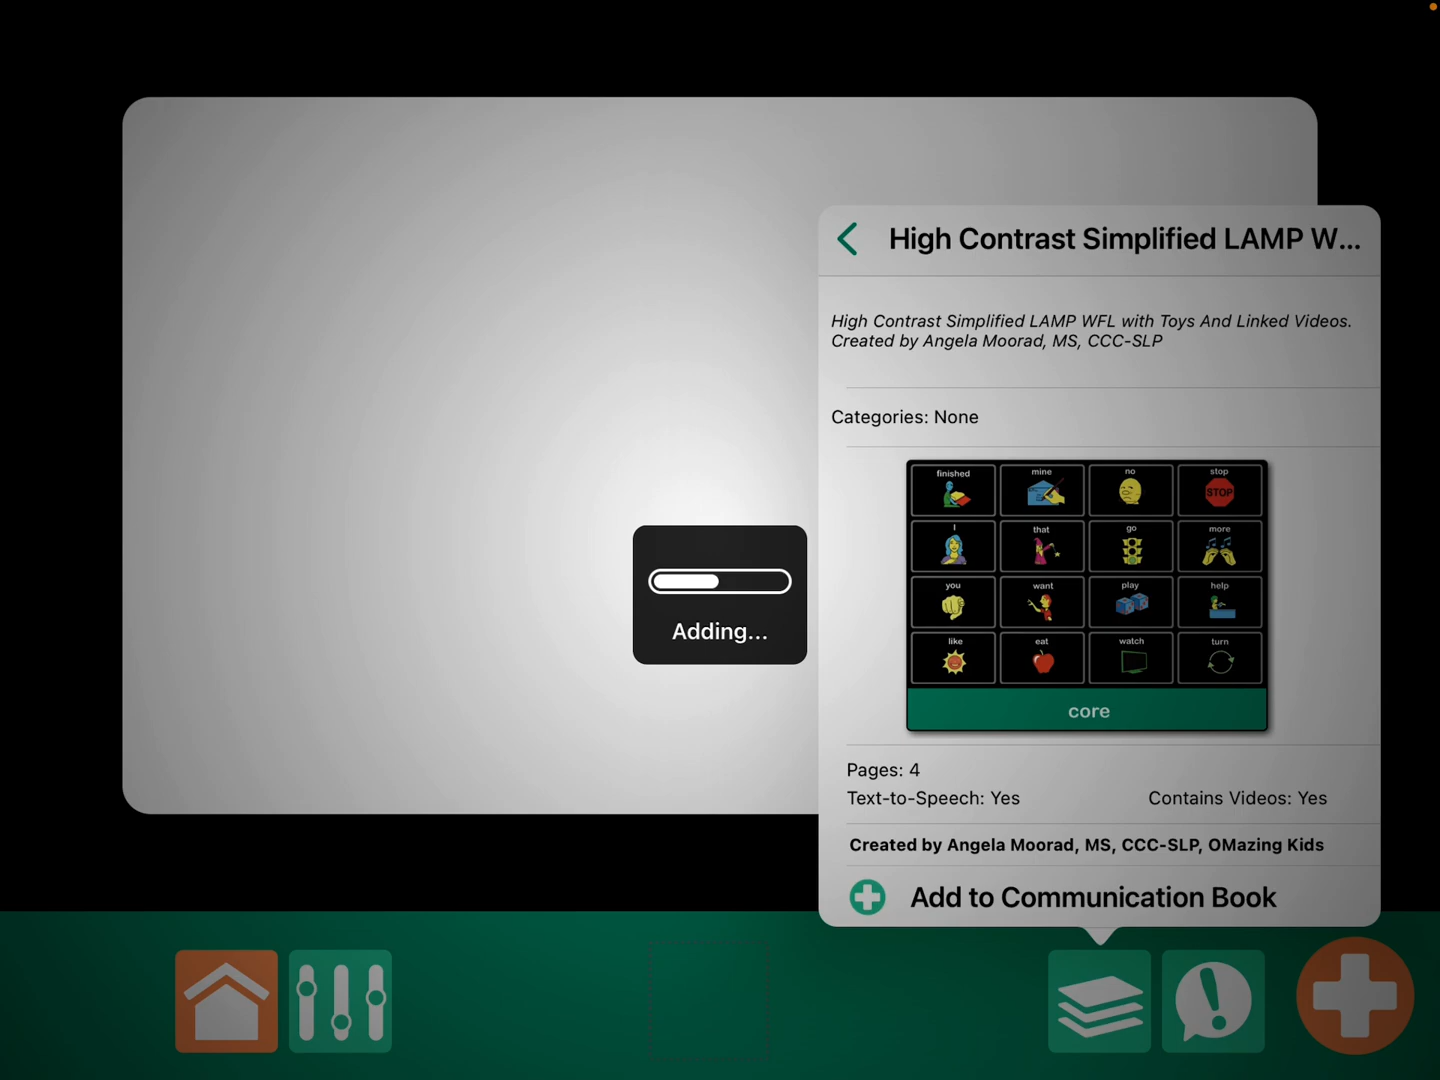 High Contrast Simplified LAMP W...
High Contrast Simplified LAMP WFL with Toys And Linked Videos.
Created by Angela Moorad, MS, CCC-SLP
Categories: None
finished mine no stop
STOP
I that go more
you want play help
like eat watch turn
core
Adding...
Pages: 4
Text-to-Speech: Yes Contains Videos: Yes
Created by Angela Moorad, MS, CCC-SLP, OMazing Kids
Add to Communication Book